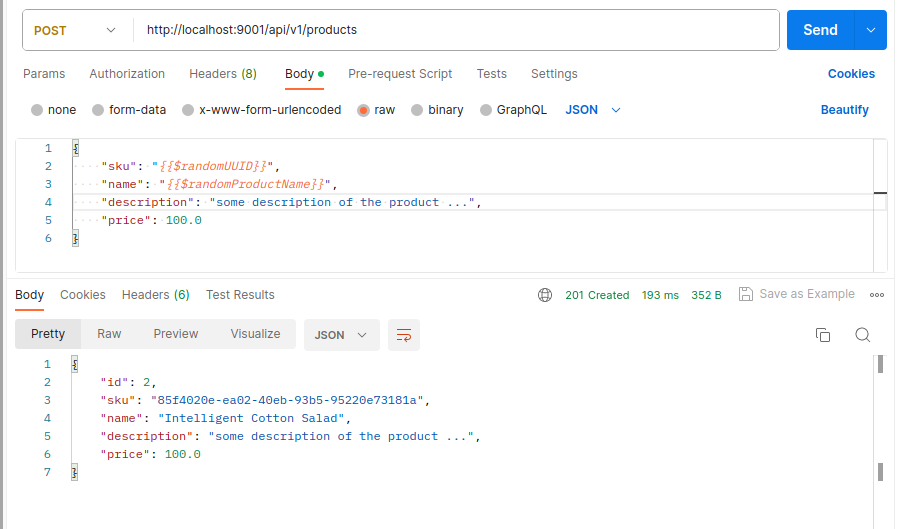 POST http://localhost:9001/api/v1/products Send
Params Authorization Headers (8) Body Pre-request Script Tests Settings Cookies
none form-data x-www-form-urlencoded raw binary GraphQL JSON Beautify
1 {
2 "sku": "{{$randomUUID}}",
3 "name": "{{$randomProductName}}",
4 "description": "some description of the product ...",
5 "price": 100.0
6 }
Body Cookies Headers (6) Test Results 201 Created 193 ms 352 B Save as Example
Pretty Raw Preview Visualize JSON
1 {
2 "id": 2,
3 "sku": "85f4020e-ea02-40eb-93b5-95220e73181a",
4 "name": "Intelligent Cotton Salad",
5 "description": "some description of the product ...",
6 "price": 100.0
7 }